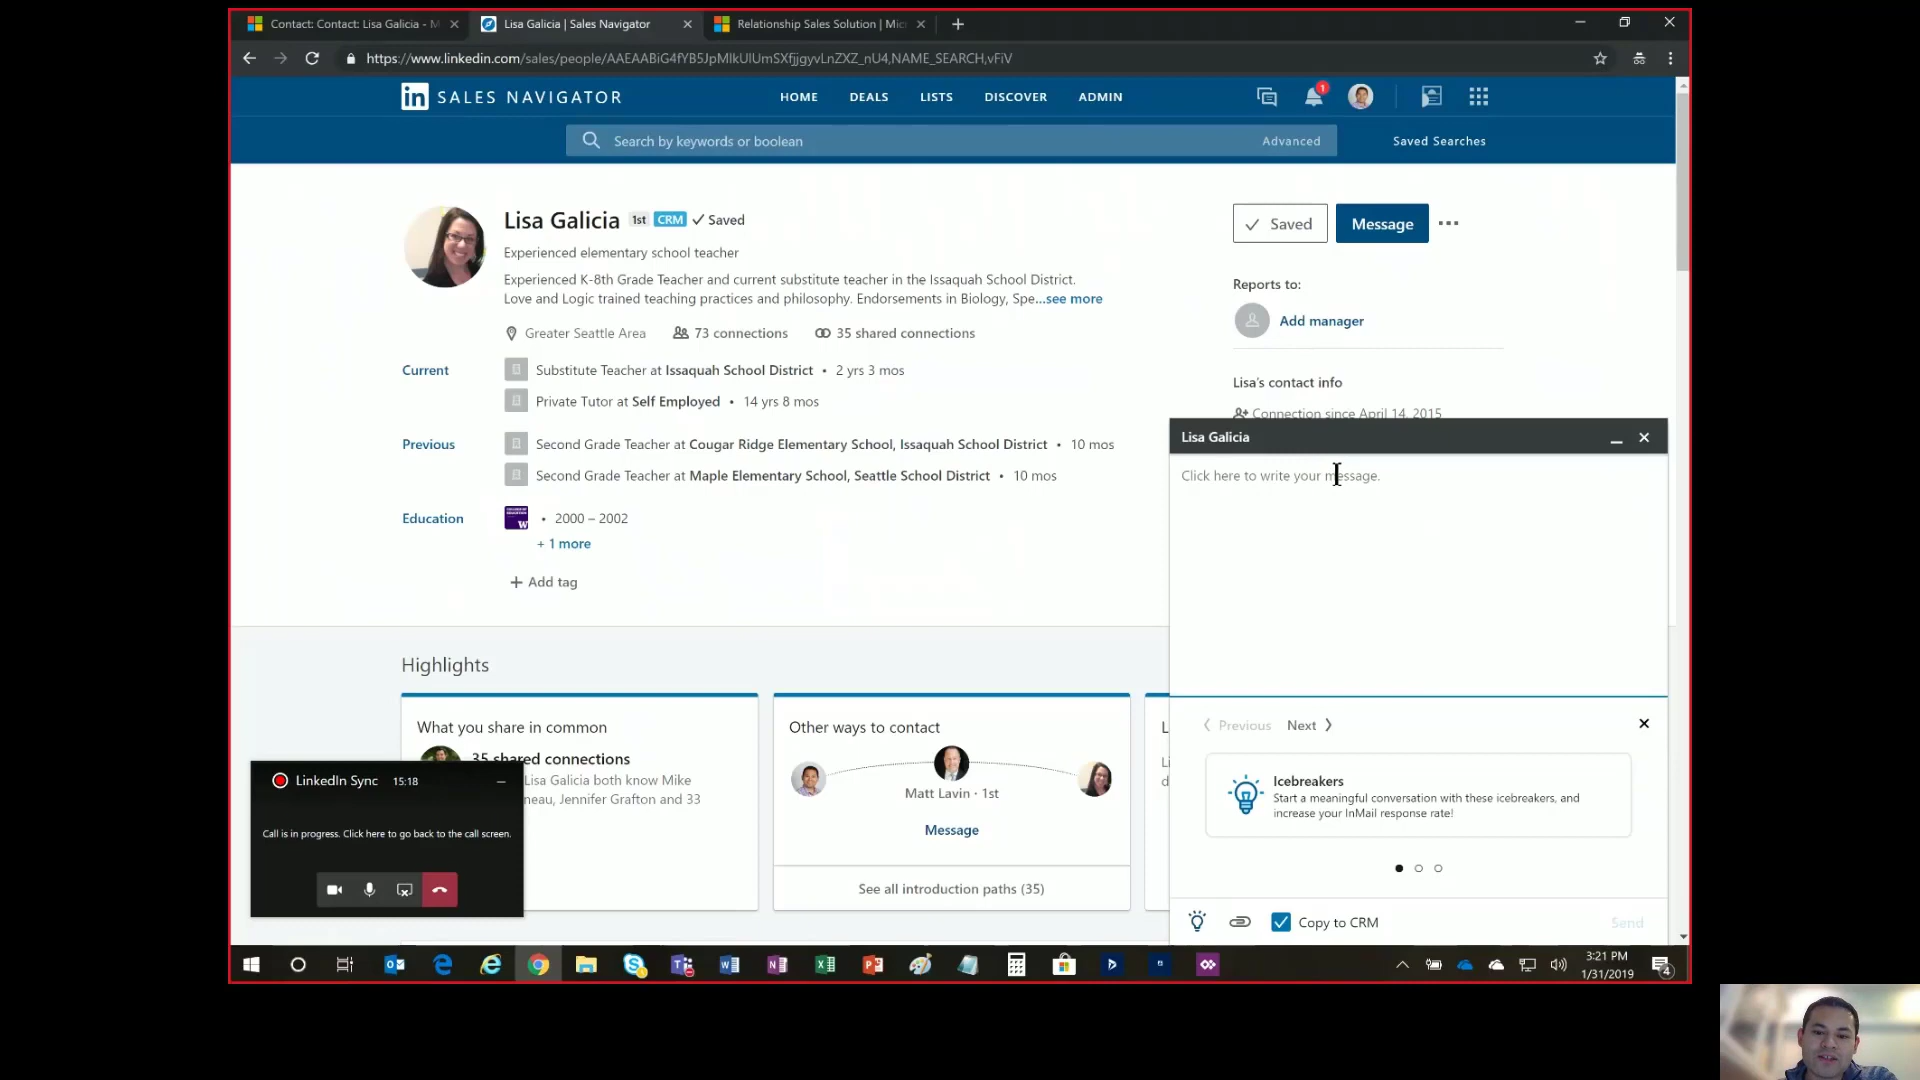 Contact: Contact: Lisa Galicia - M
Lisa Galicia | Sales Navigator
Relationship Sales Solution | Mic
https://www.linkedin.com/sales/people/AAEAABiG4fYB5JpMlkUlUmSXfjjgyvLnZXZ_nU4,NAME_SEARCH,vFiV
in SALES NAVIGATOR
HOME
DEALS
LISTS
DISCOVER
ADMIN
1
Search by keywords or boolean
Advanced
Saved Searches
Lisa Galicia 1st CRM Saved
Experienced elementary school teacher
Experienced K-8th Grade Teacher and current substitute teacher in the Issaquah School District.
Love and Logic trained teaching practices and philosophy. Endorsements in Biology, Spe...see more
Greater Seattle Area
73 connections
35 shared connections
Saved
Message
Reports to:
Add manager
Lisa's contact info
Connection since April 14, 2015
Current
Substitute Teacher at Issaquah School District • 2 yrs 3 mos
Private Tutor at Self Employed • 14 yrs 8 mos
Previous
Second Grade Teacher at Cougar Ridge Elementary School, Issaquah School District • 10 mos
Second Grade Teacher at Maple Elementary School, Seattle School District • 10 mos
Education
W
• 2000 – 2002
+ 1 more
+ Add tag
Highlights
What you share in common
35 shared connections
Lisa Galicia both know Mike
neau, Jennifer Grafton and 33
Other ways to contact
Matt Lavin · 1st
Message
See all introduction paths (35)
Lisa Galicia
Click here to write your message.
Previous
Next
Icebreakers
Start a meaningful conversation with these icebreakers, and
increase your InMail response rate!
Copy to CRM
Send
LinkedIn Sync 15:18
Call is in progress. Click here to go back to the call screen.
3:21 PM
1/31/2019
4